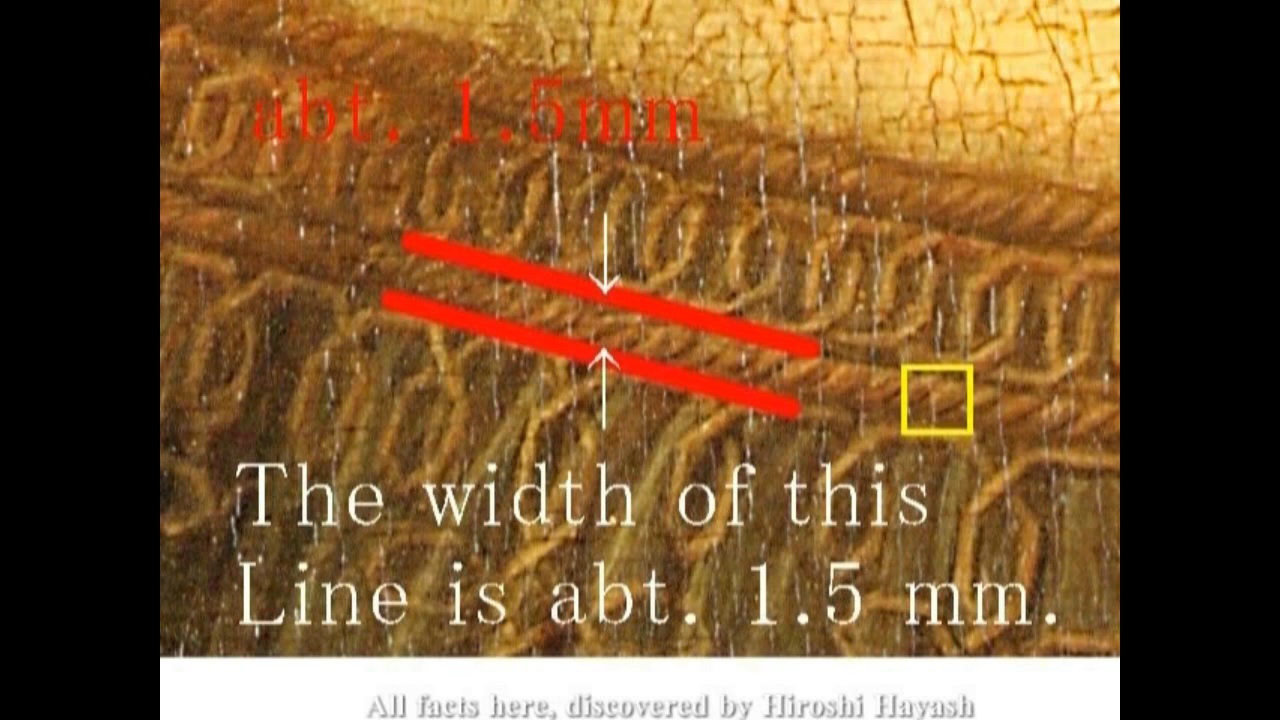 abt. 1.5mm
The width of this
Line is abt. 1.5 mm.
All facts here, discovered by Hiroshi Hayash